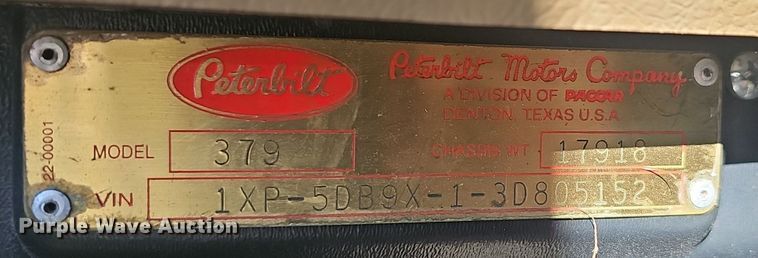 Peterbilt
Peterbilt Motors Company
A DIVISION OF PACCAR
DENTON, TEXAS U.S.A.
MODEL 379
CHASSIS WT. 17918
VIN 1XP-5DB9X-1-3D805152
22-00001
Purple Wave Auction